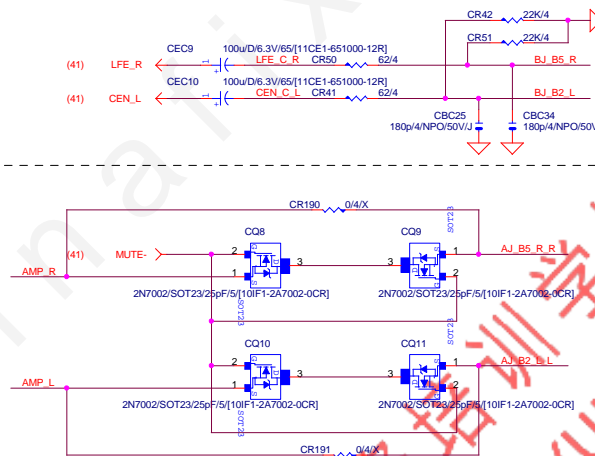 CR42 22K/4
CR51 22K/4
CEC9 100u/D/6.3V/65/[11CE1-651000-12R]
(41) LFE_R 1 + LFE_C_R CR50 62/4 BJ_B5_R
CEC10 100u/D/6.3V/65/[11CE1-651000-12R]
(41) CEN_L 1 + CEN_C_L CR41 62/4 BJ_B2_L
CBC25 CBC34
180p/4/NPO/50V/J 180p/4/NPO/50V
CR190 0/4/X
SOT23
CQ8 CQ9
(41) MUTE- 2 G D S 3 3 S D 1 AJ_B5_R_R
AMP_R 1 2
2N7002/SOT23/25pF/5/[10IF1-2A7002-0CR] 2N7002/SOT23/25pF/5/[10IF1-2A7002-0CR]
SOT23 SOT23
CQ10 CQ11
2 G D S 3 3 S D 1 AJ_B2_L_L
AMP_L 1 2
2N7002/SOT23/25pF/5/[10IF1-2A7002-0CR] 2N7002/SOT23/25pF/5/[10IF1-2A7002-0CR]
SOT23
CR191 0/4/X
培训学